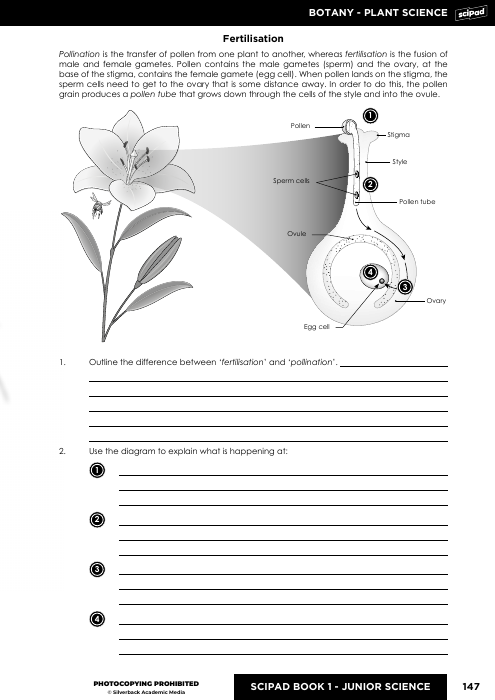 BOTANY - PLANT SCIENCE
scipad
Fertilisation
Pollination is the transfer of pollen from one plant to another, whereas fertilisation is the fusion of
male and female gametes. Pollen contains the male gametes (sperm) and the ovary, at the
base of the stigma, contains the female gamete (egg cell). When pollen lands on the stigma, the
sperm cells need to get to the ovary that is some distance away. In order to do this, the pollen
grain produces a pollen tube that grows down through the cells of the style and into the ovule.
1
Pollen
Stigma
Style
Sperm cells
2
Pollen tube
Ovule
4
3
Ovary
Egg cell
1. Outline the difference between ‘fertilisation’ and ‘pollination’.
2. Use the diagram to explain what is happening at:
1
2
3
4
PHOTOCOPYING PROHIBITED
© Silverback Academic Media
SCIPAD BOOK 1 - JUNIOR SCIENCE
147